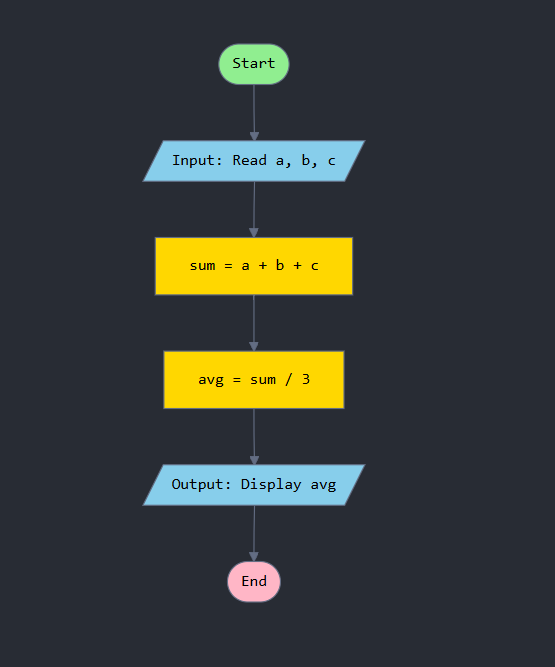 Start
Input: Read a, b, c
sum = a + b + c
avg = sum / 3
Output: Display avg
End